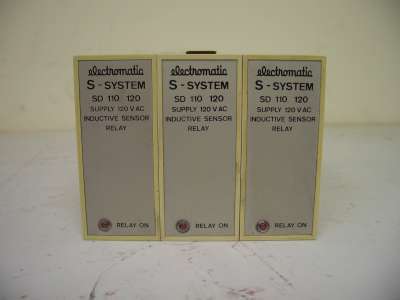 electromatic
S - SYSTEM
SD 110 120
SUPPLY 120 V AC
INDUCTIVE SENSOR
RELAY
RELAY ON
electromatic
S - SYSTEM
SD 110 120
SUPPLY 120 V AC
INDUCTIVE SENSOR
RELAY
RELAY ON
electromatic
S - SYSTEM
SD 110 120
SUPPLY 120 V AC
INDUCTIVE SENSOR
RELAY
RELAY ON